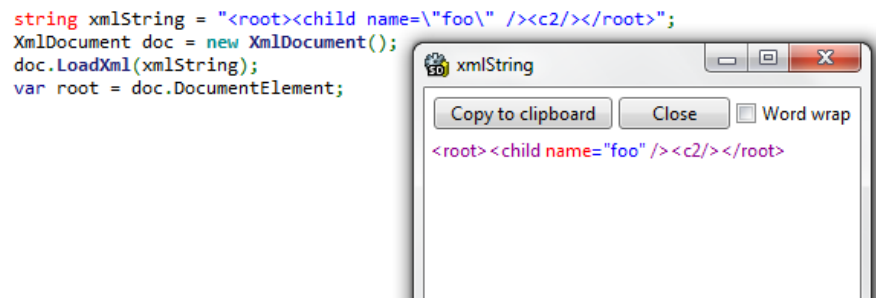 string xmlString = "<root><child name=\"foo\" /><c2/></root>";
XmlDocument doc = new XmlDocument();
doc.LoadXml(xmlString);
var root = doc.DocumentElement;
SD xmlString
Copy to clipboard Close Word wrap
<root><child name="foo" /><c2/></root>